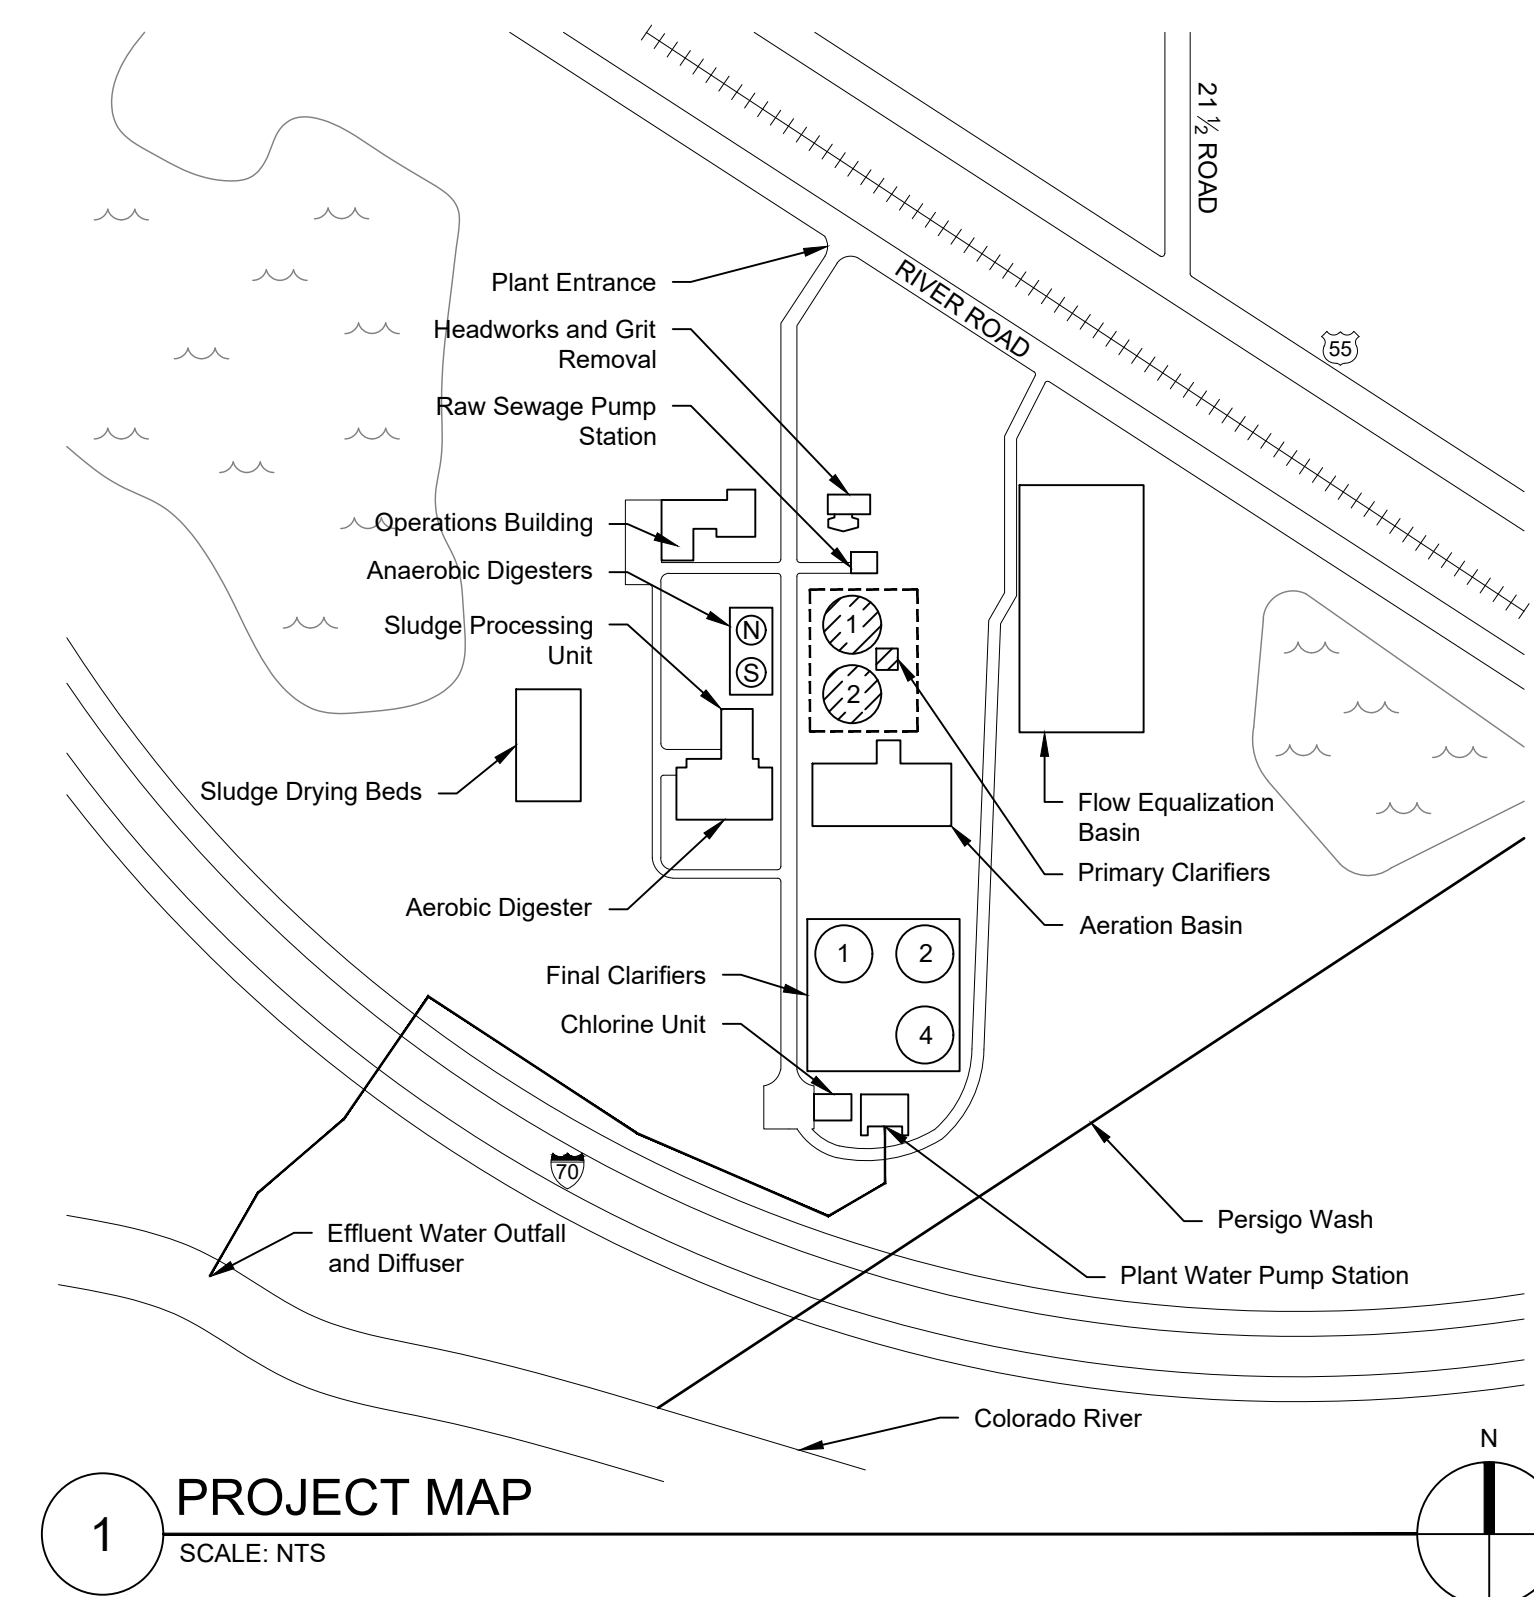 21 ½ ROAD
Plant Entrance
RIVER ROAD
Headworks and Grit
Removal
55
Raw Sewage Pump
Station
Operations Building
Anaerobic Digesters
N
S
1
2
Sludge Processing
Unit
Sludge Drying Beds
Flow Equalization
Basin
Primary Clarifiers
Aerobic Digester
Aeration Basin
Final Clarifiers
1
2
4
Chlorine Unit
70
Persigo Wash
Effluent Water Outfall
and Diffuser
Plant Water Pump Station
Colorado River
N
1
PROJECT MAP
SCALE: NTS